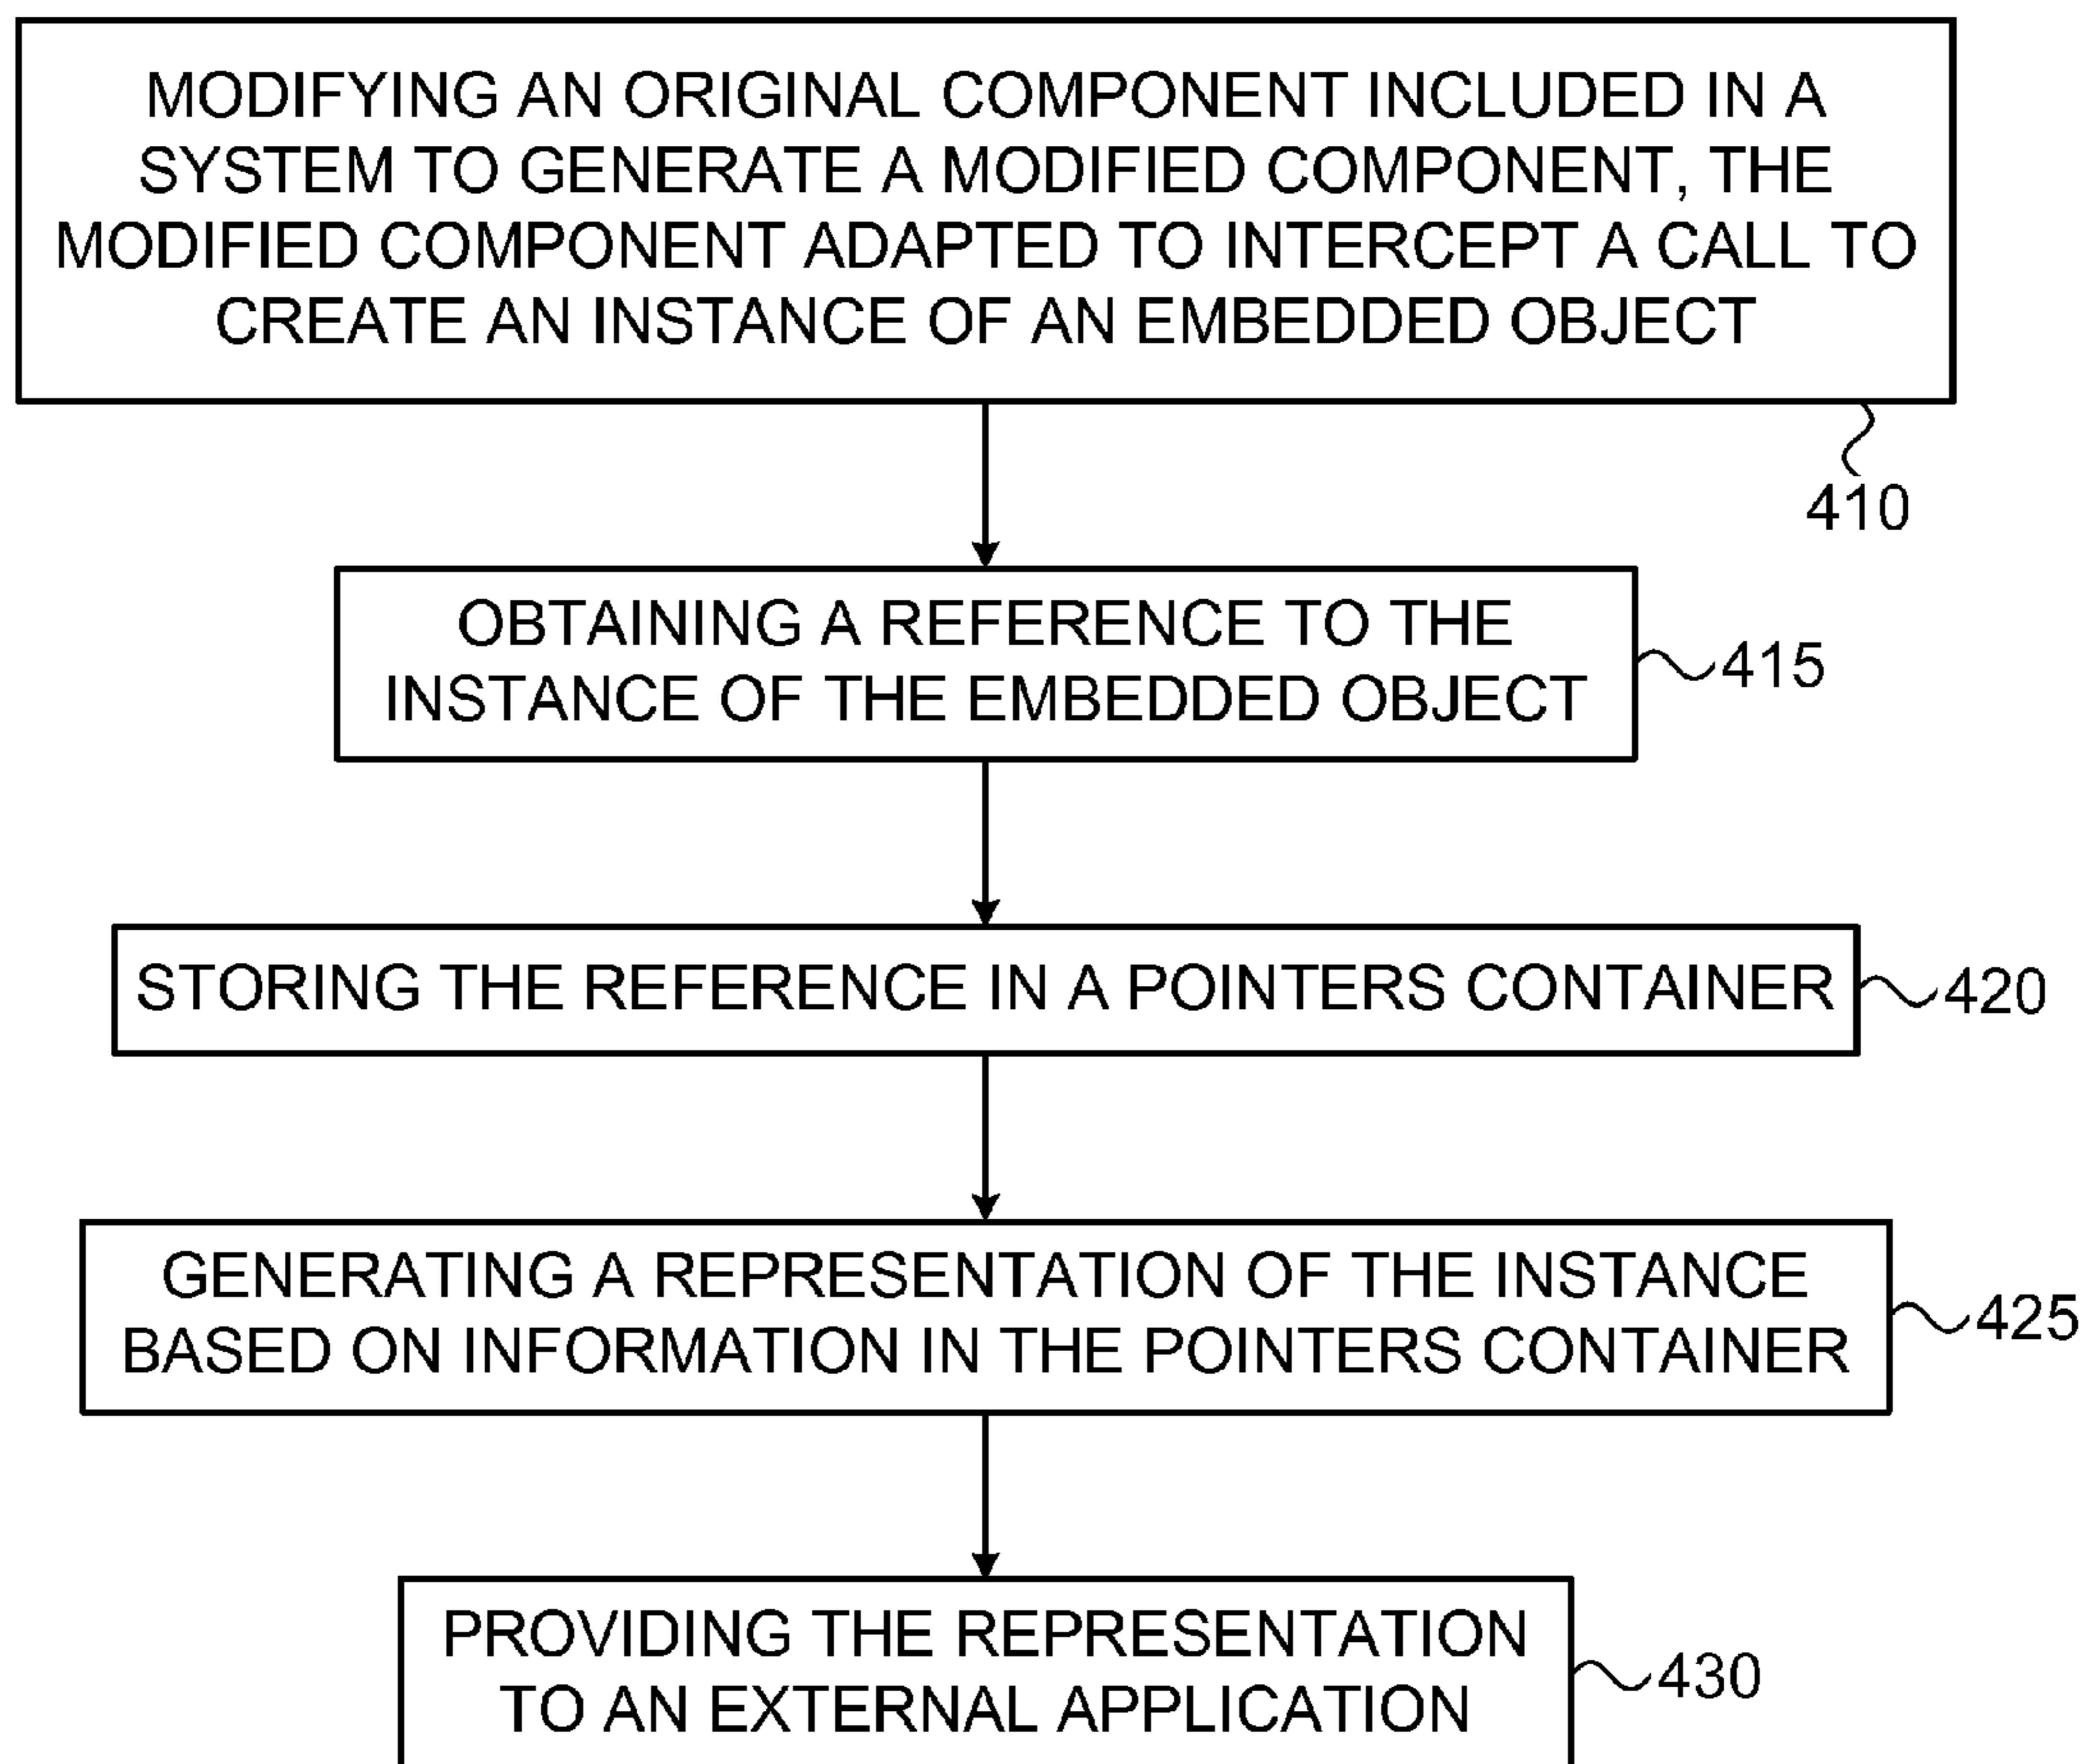 MODIFYING AN ORIGINAL COMPONENT INCLUDED IN A
SYSTEM TO GENERATE A MODIFIED COMPONENT, THE
MODIFIED COMPONENT ADAPTED TO INTERCEPT A CALL TO
CREATE AN INSTANCE OF AN EMBEDDED OBJECT
410
OBTAINING A REFERENCE TO THE
INSTANCE OF THE EMBEDDED OBJECT
415
STORING THE REFERENCE IN A POINTERS CONTAINER
420
GENERATING A REPRESENTATION OF THE INSTANCE
BASED ON INFORMATION IN THE POINTERS CONTAINER
425
PROVIDING THE REPRESENTATION
TO AN EXTERNAL APPLICATION
430